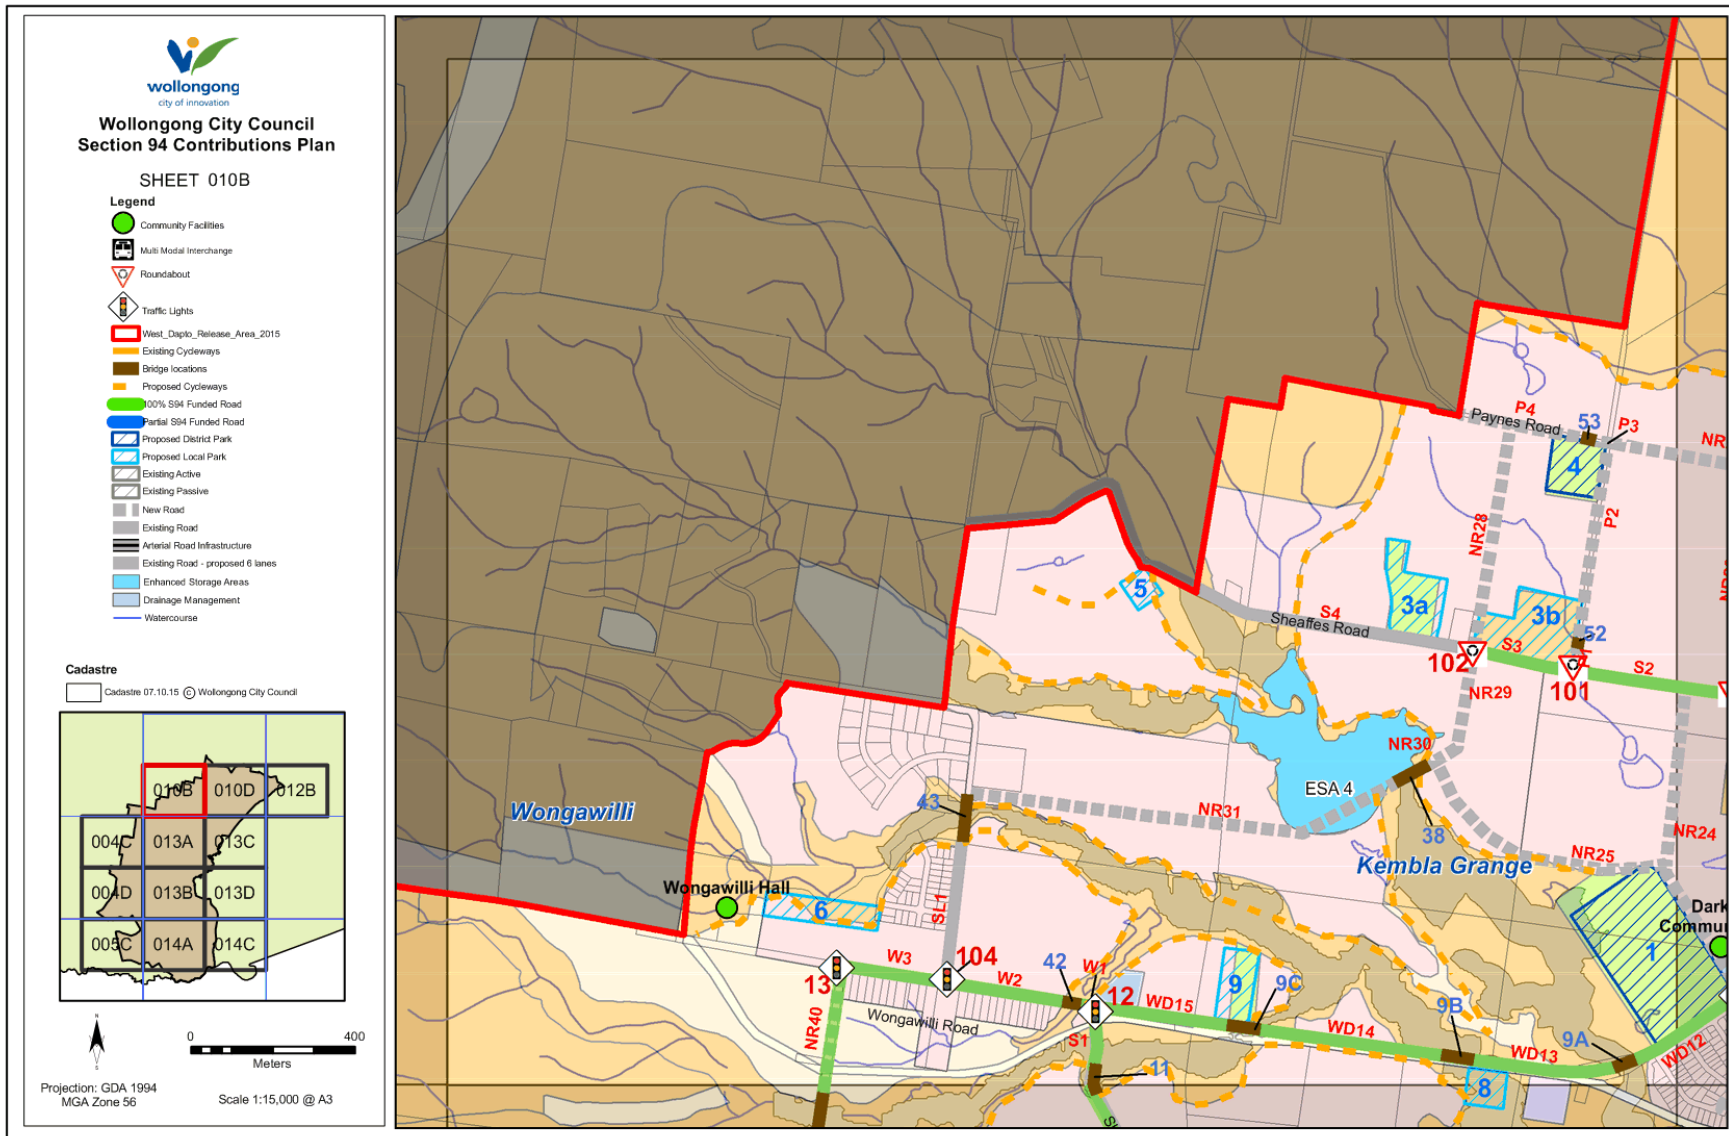 wollongong
city of innovation
Wollongong City Council
Section 94 Contributions Plan
SHEET 010B
Legend
Community Facilities
Multi Modal Interchange
Roundabout
Traffic Lights
West_Dapto_Release_Area_2015
Existing Cycleways
Bridge locations
Proposed Cycleways
100% S94 Funded Road
Partial S94 Funded Road
Proposed District Park
Proposed Local Park
Existing Active
Existing Passive
New Road
Existing Road
Arterial Road Infrastructure
Existing Road - proposed 6 lanes
Enhanced Storage Areas
Drainage Management
Watercourse
Cadastre
Cadastre 07.10.15 © Wollongong City Council
010B 010D 012B
004C 013A 013C
004D 013B 013D
005C 014A 014C
N
0 400
Meters
Projection: GDA 1994
MGA Zone 56
Scale 1:15,000 @ A3
P4
Paynes Road
53
P3
NR
4
P2
NR28
5
S4
Sheaffes Road
3a
3b
52
S3
P1
102
101
S2
NR29
NR30
ESA 4
NR31
38
NR24
NR25
Kembla Grange
Wongawilli
43
Wongawilli Hall
6
SL1
1
Dark
Commun
W3
104
13
W2
42
W1
12
WD15
9
9C
WD14
9B
WD13
9A
WD12
Wongawilli Road
NR40
S1
11
8